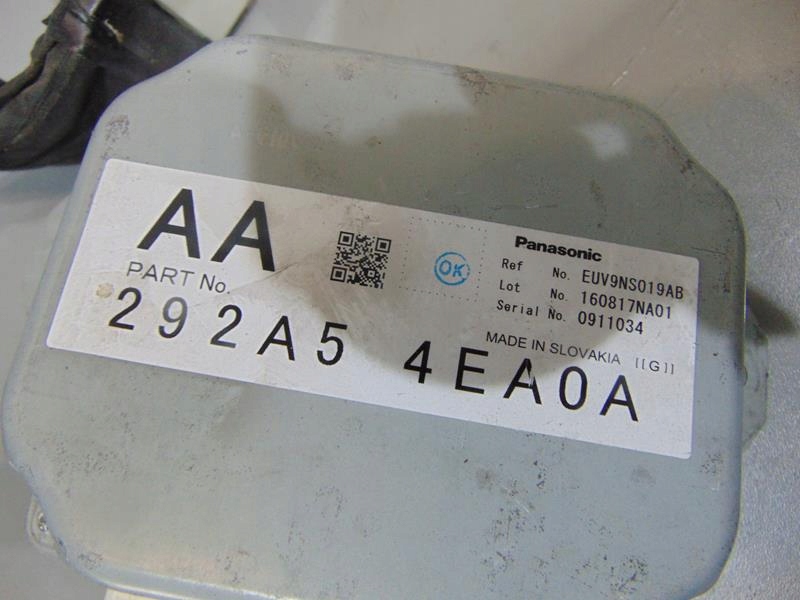 AA
PART No.
292A5 4EA0A
OK
Panasonic
Ref No. EUV9NS019AB
Lot No. 160817NA01
Serial No. 0911034
MADE IN SLOVAKIA [[G]]